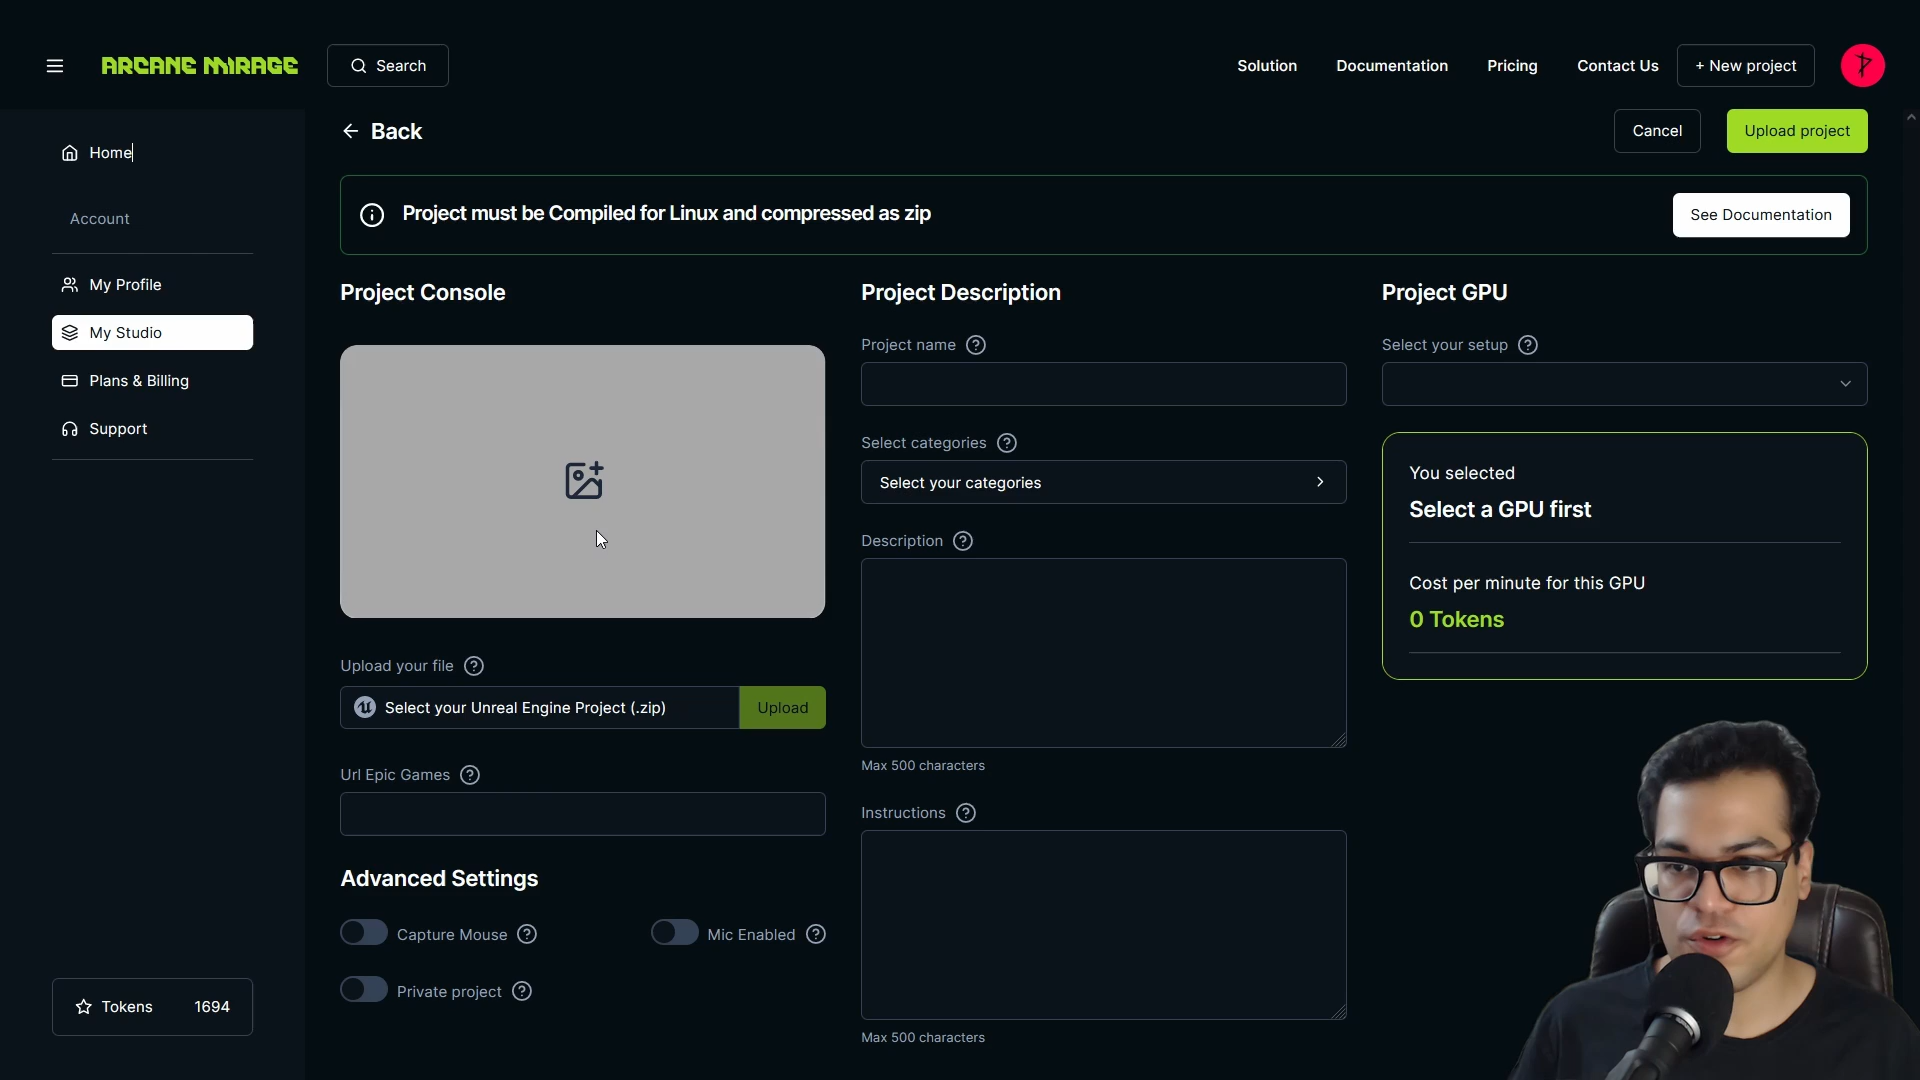 ARCANE MIRAGE
Search
Solution
Documentation
Pricing
Contact Us
+ New project
Home
Account
My Profile
My Studio
Plans & Billing
Support
Tokens 1694
Back
Cancel
Upload project
Project must be Compiled for Linux and compressed as zip
See Documentation
Project Console
Upload your file
Select your Unreal Engine Project (.zip)
Upload
Url Epic Games
Advanced Settings
Capture Mouse
Mic Enabled
Private project
Project Description
Project name
Select categories
Select your categories
Description
Max 500 characters
Instructions
Max 500 characters
Project GPU
Select your setup
You selected
Select a GPU first
Cost per minute for this GPU
0 Tokens